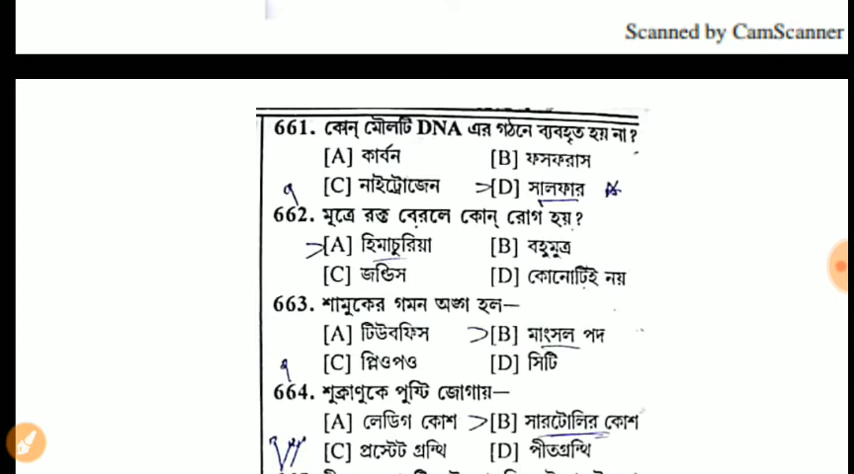 Scanned by CamScanner
661. কোন্ মৌলটি DNA এর গঠনে ব্যবহৃত হয় না?
[A] কার্বন [B] ফসফরাস
[C] নাইট্রোজেন [D] সালফার
662. মূত্রে রক্ত বেরলে কোন্ রোগ হয়?
[A] হিমাচুরিয়া [B] বহুমূত্র
[C] জন্ডিস [D] কোনোটিই নয়
663. শামুকের গমন অঙ্গ হল—
[A] টিউবফিস [B] মাংসল পদ
[C] প্লিওপও [D] সিটি
664. শুক্রাণুকে পুষ্টি জোগায়—
[A] লেডিগ কোশ [B] সারটোলির কোশ
[C] প্রস্টেট গ্রন্থি [D] পীতগ্রন্থি